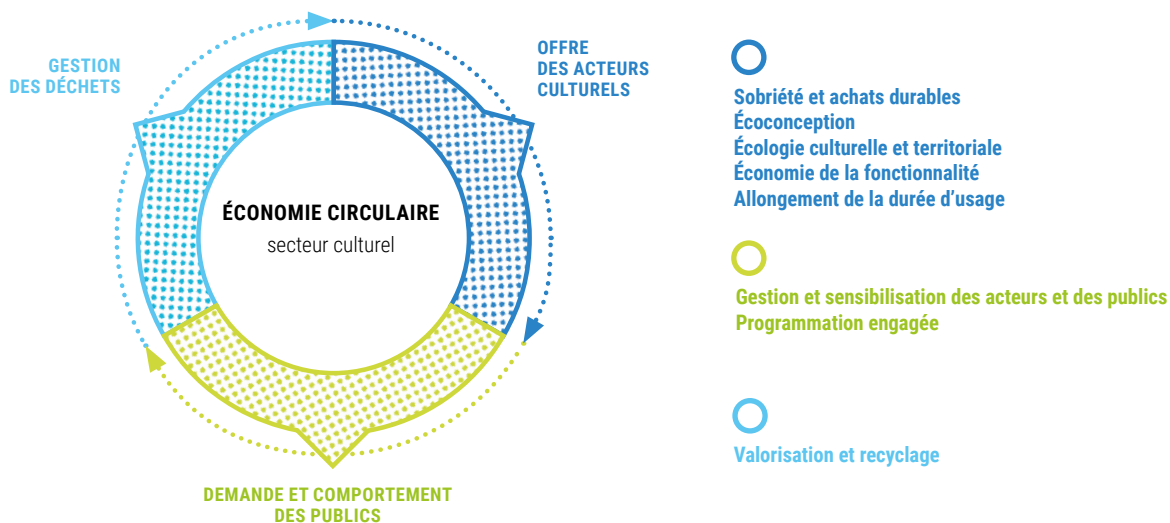 GESTION
DES DÉCHETS
OFFRE
DES ACTEURS
CULTURELS
ÉCONOMIE CIRCULAIRE
secteur culturel
DEMANDE ET COMPORTEMENT
DES PUBLICS
Sobriété et achats durables
Écoconception
Écologie culturelle et territoriale
Économie de la fonctionnalité
Allongement de la durée d’usage
Gestion et sensibilisation des acteurs et des publics
Programmation engagée
Valorisation et recyclage